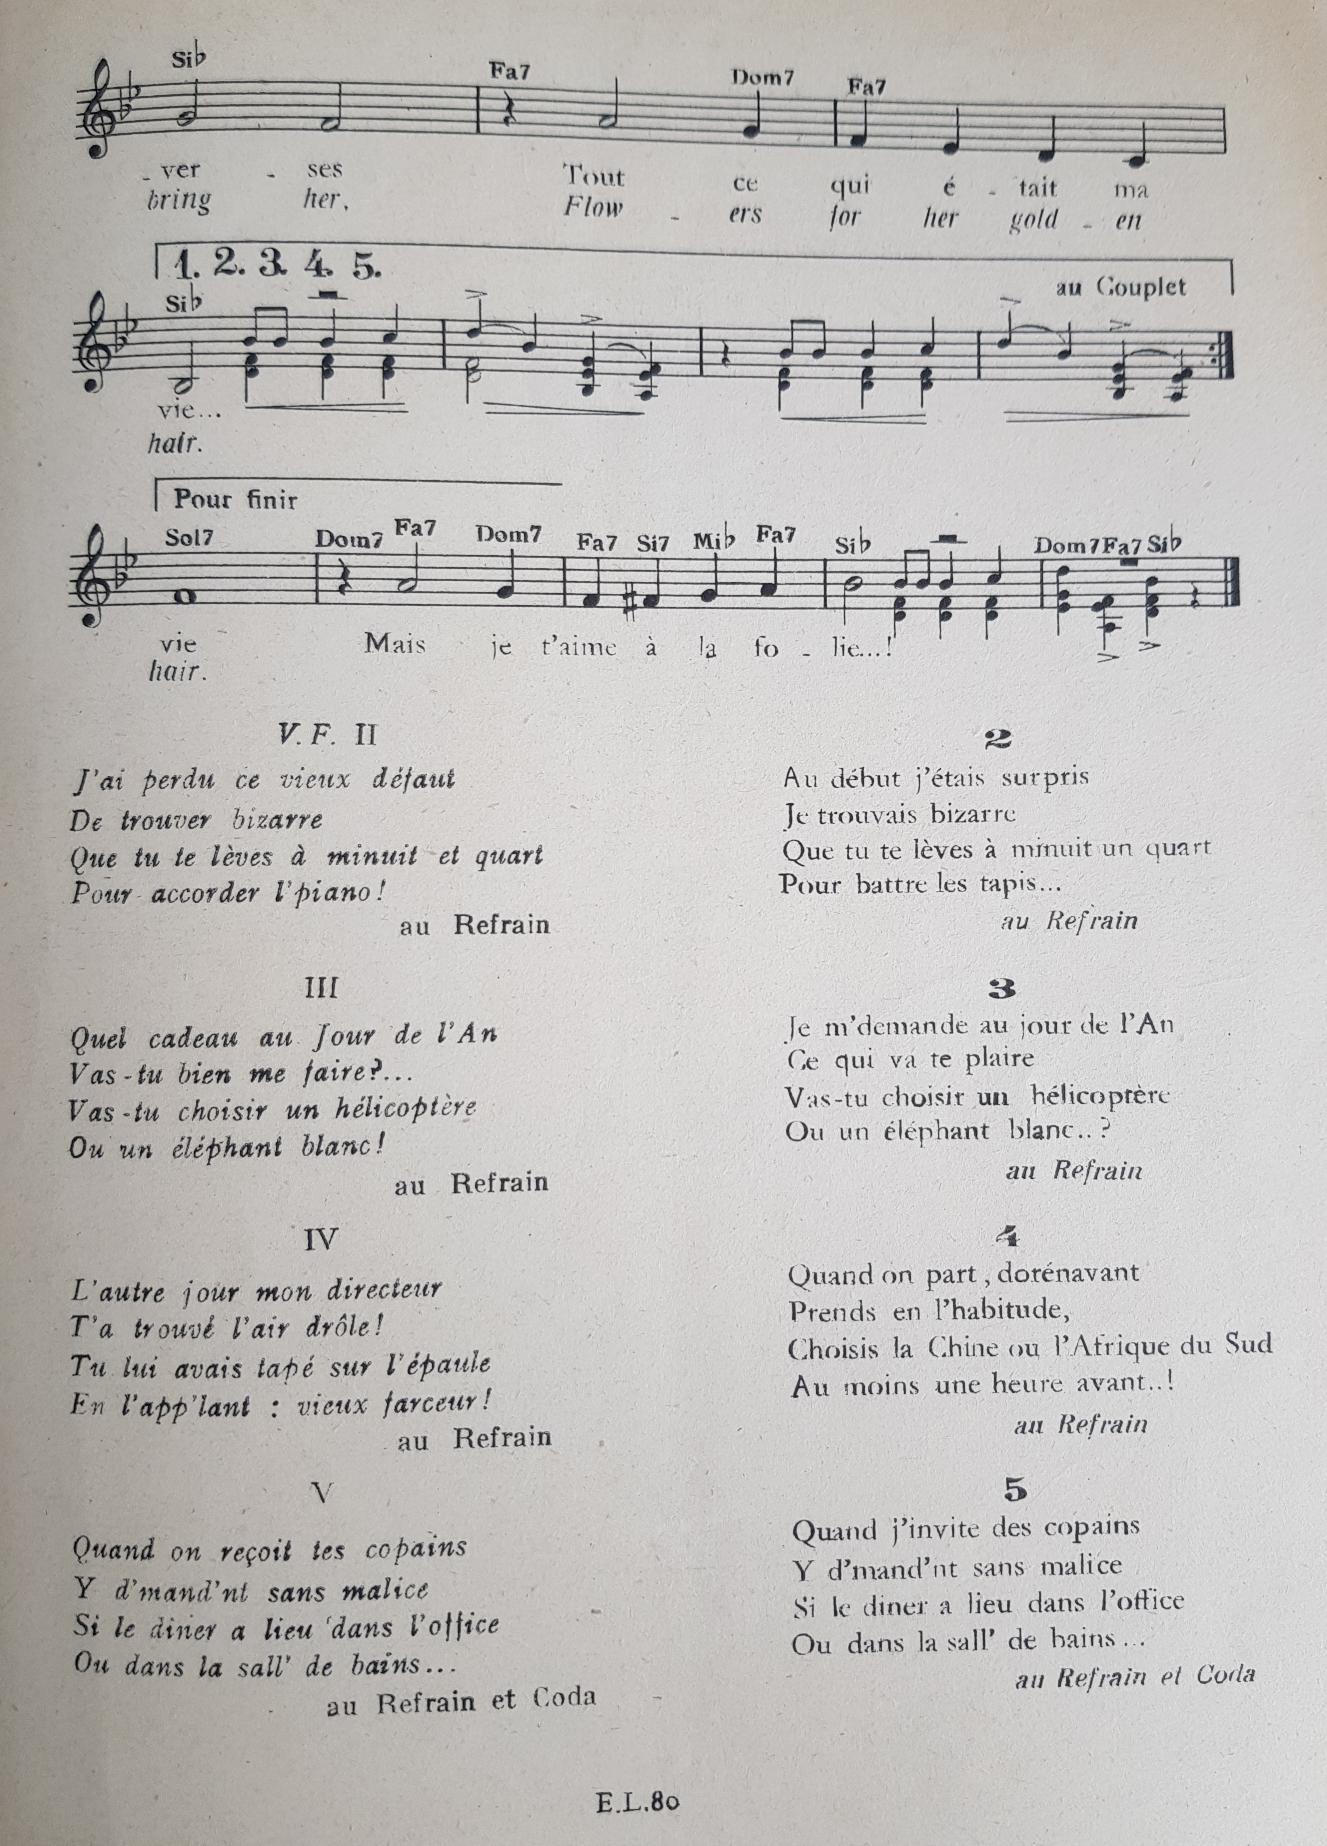 Si♭ Fa7 Dom7 Fa7
- ver - ses Tout ce qui é - tait ma
bring her, Flow - ers for her gold - en
1. 2. 3. 4. 5.
au Couplet
Si♭
vie...
hair.
Pour finir
Sol7 Dom7 Fa7 Dom7 Fa7 Si7 Mi♭ Fa7 Si♭ Dom7 Fa7 Si♭
vie Mais je t'aime à la fo - lie...!
hair.
V. F. II
J'ai perdu ce vieux défaut
De trouver bizarre
Que tu te lèves à minuit et quart
Pour accorder l'piano!
au Refrain
III
Quel cadeau au Jour de l'An
Vas-tu bien me faire?...
Vas-tu choisir un hélicoptère
Ou un éléphant blanc!
au Refrain
IV
L'autre jour mon directeur
T'a trouvé l'air drôle!
Tu lui avais tapé sur l'épaule
En l'app'lant : vieux farceur!
au Refrain
V
Quand on reçoit tes copains
Y d'mand'nt sans malice
Si le diner a lieu dans l'office
Ou dans la sall' de bains...
au Refrain et Coda
2
Au début j'étais surpris
Je trouvais bizarre
Que tu te lèves à minuit un quart
Pour battre les tapis...
au Refrain
3
Je m'demande au jour de l'An
Ce qui va te plaire
Vas-tu choisir un hélicoptère
Ou un éléphant blanc..?
au Refrain
4
Quand on part, dorénavant
Prends en l'habitude,
Choisis la Chine ou l'Afrique du Sud
Au moins une heure avant..!
au Refrain
5
Quand j'invite des copains
Y d'mand'nt sans malice
Si le diner a lieu dans l'office
Ou dans la sall' de bains...
au Refrain et Coda
E.L.80